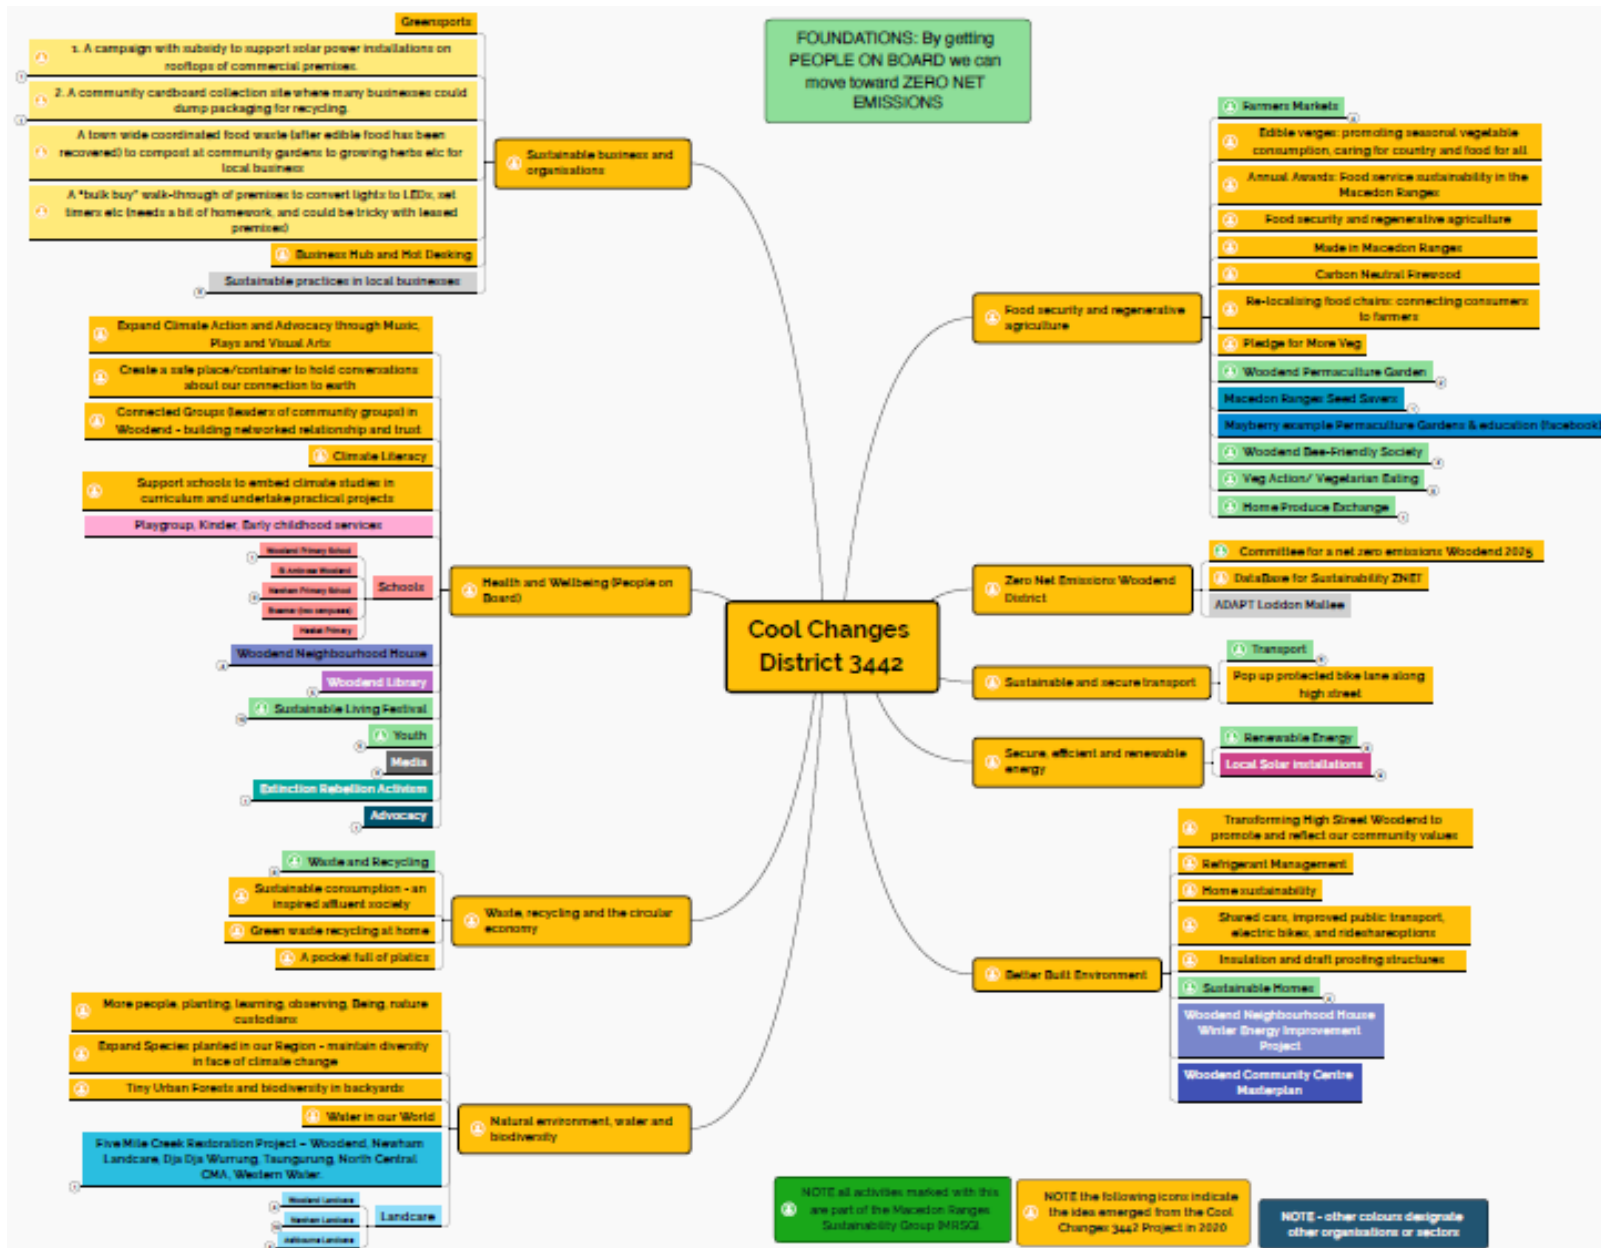 Greensports
1. A campaign with subsidy to support solar power installations on
rooftops of commercial premises.
2. A community cardboard collection site where many businesses could
dump packaging for recycling.
A town wide coordinated food waste (after edible food has been
recovered) to compost at community gardens to growing herbs etc for
local business
A "bulk buy" walk-through of premises to convert lights to LEDs, set
timers etc (needs a bit of homework, and could be tricky with leased
premises)
Business Hub and Hot Desking
Sustainable practices in local businesses
Sustainable business and
organisations
FOUNDATIONS: By getting
PEOPLE ON BOARD we can
move toward ZERO NET
EMISSIONS
Expand Climate Action and Advocacy through Music,
Plays and Visual Arts
Create a safe place/container to hold conversations
about our connection to earth
Connected Groups (leaders of community groups) in
Woodend - building networked relationship and trust
Climate Literacy
Support schools to embed climate studies in
curriculum and undertake practical projects
Playgroup, Kinder, Early childhood services
Woodend Primary School
St Ambrose Woodend
Newham Primary School
Braemar (two campuses)
Hesket Primary
Schools
Woodend Neighbourhood House
Woodend Library
Sustainable Living Festival
Youth
Media
Extinction Rebellion Activism
Advocacy
Health and Wellbeing (People on
Board)
Waste and Recycling
Sustainable consumption - an
inspired affluent society
Green waste recycling at home
A pocket full of platics
Waste, recycling and the circular
economy
More people, planting, learning, observing, Being, nature
custodians
Expand Species planted in our Region - maintain diversity
in face of climate change
Tiny Urban Forests and biodiversity in backyards
Water in our World
Five Mile Creek Restoration Project – Woodend, Newham
Landcare, Dja Dja Wurrung, Taungurung, North Central
CMA, Western Water.
Woodend Landcare
Newham Landcare
Ashbourne Landcare
Landcare
Natural environment, water and
biodiversity
Cool Changes
District 3442
Food security and regenerative
agriculture
Farmers Markets
Edible verges: promoting seasonal vegetable
consumption, caring for country and food for all
Annual Awards: Food service sustainability in the
Macedon Ranges
Food security and regenerative agriculture
Made in Macedon Ranges
Carbon Neutral Firewood
Re-localising food chains: connecting consumers
to farmers
Pledge for More Veg
Woodend Permaculture Garden
Macedon Ranges Seed Savers
Mayberry example Permaculture Gardens & education (facebook)
Woodend Bee-Friendly Society
Veg Action/ Vegetarian Eating
Home Produce Exchange
Zero Net Emissions Woodend
District
Committee for a net zero emissions Woodend 2025
DataBase for Sustainability ZNET
ADAPT Loddon Mallee
Sustainable and secure transport
Transport
Pop up protected bike lane along
high street
Secure, efficient and renewable
energy
Renewable Energy
Local Solar installations
Better Built Environment
Transforming High Street Woodend to
promote and reflect our community values
Refrigerant Management
Home sustainability
Shared cars, improved public transport,
electric bikes, and rideshareoptions
Insulation and draft proofing structures
Sustainable Homes
Woodend Neighbourhood House
Winter Energy Improvement
Project
Woodend Community Centre
Masterplan
NOTE all activities marked with this
are part of the Macedon Ranges
Sustainability Group (MRSG).
NOTE the following icons indicate
the idea emerged from the Cool
Changes 3442 Project in 2020
NOTE - other colours designate
other organisations or sectors